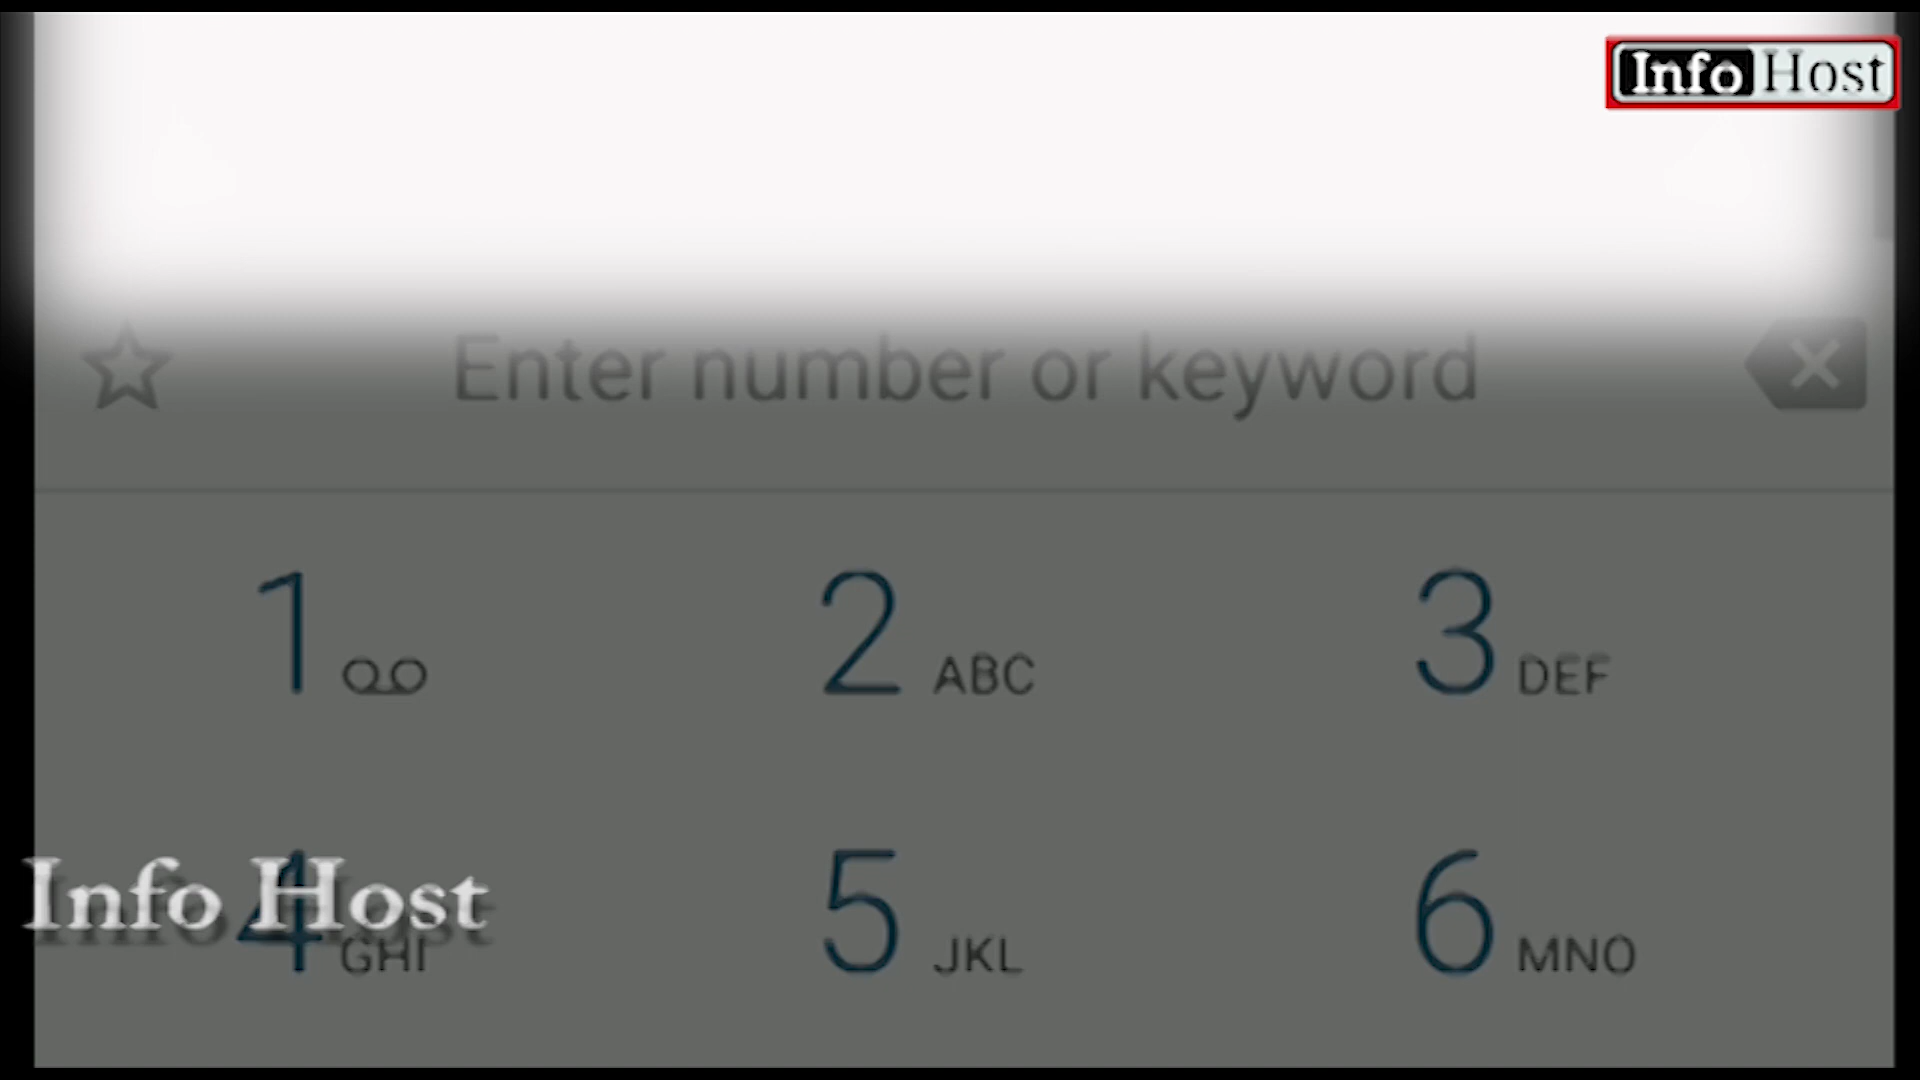 Info Host
Enter number or keyword
1
2 ABC
3 DEF
4 GHI
5 JKL
6 MNO
Info Host